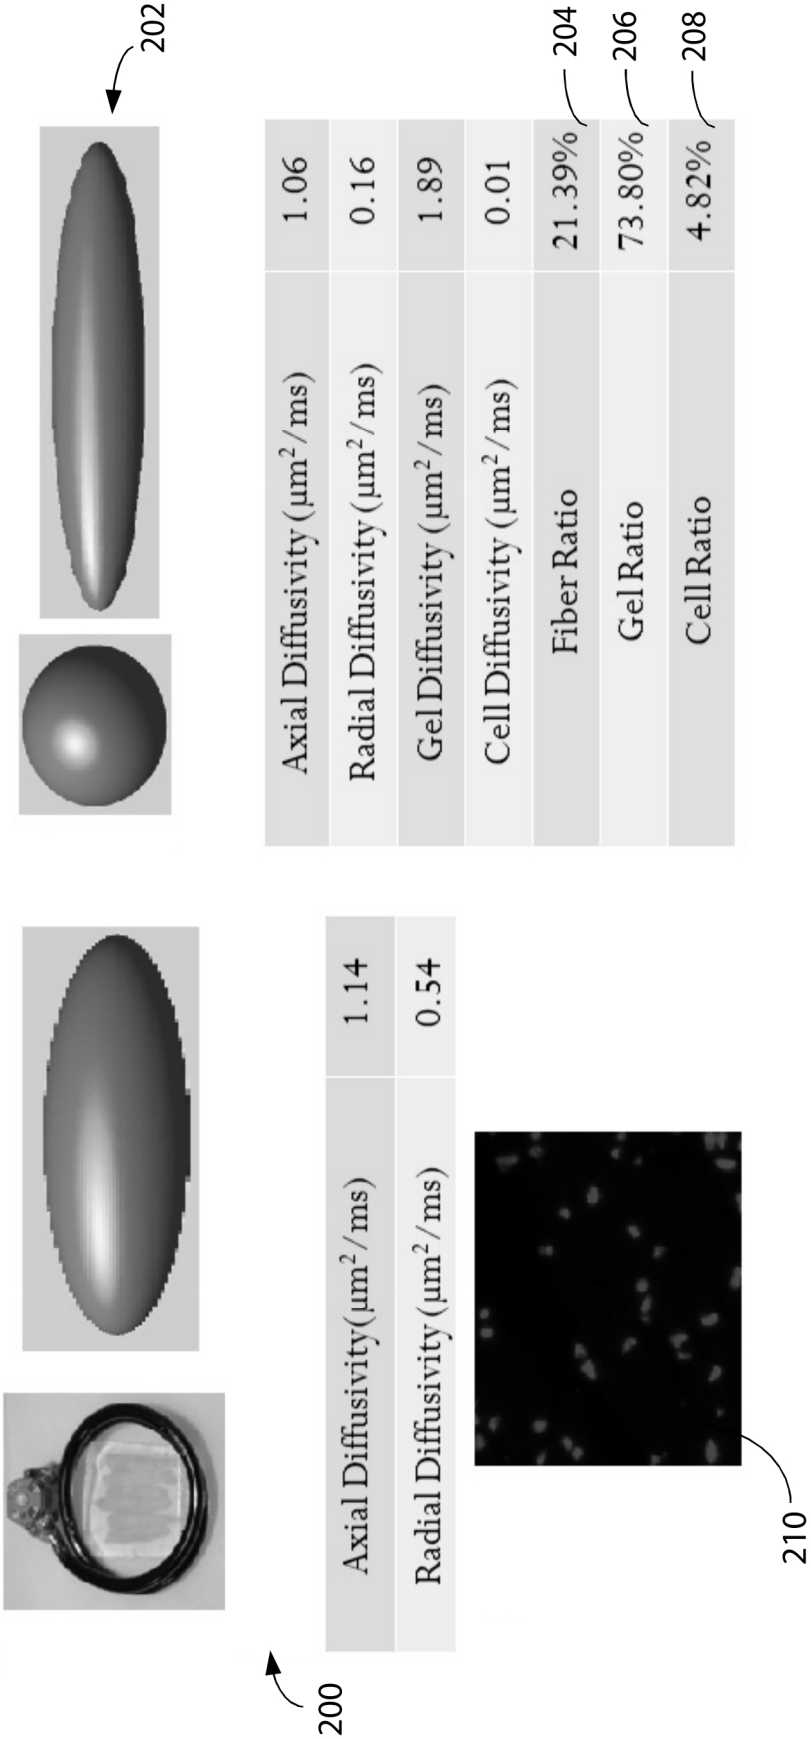 200
Axial Diffusivity(μm²/ms) 1.14
Radial Diffusivity (μm²/ms) 0.54
210
202
Axial Diffusivity (μm²/ms) 1.06
Radial Diffusivity (μm²/ms) 0.16
Gel Diffusivity (μm²/ms) 1.89
Cell Diffusivity (μm²/ms) 0.01
Fiber Ratio 21.39% 204
Gel Ratio 73.80% 206
Cell Ratio 4.82% 208